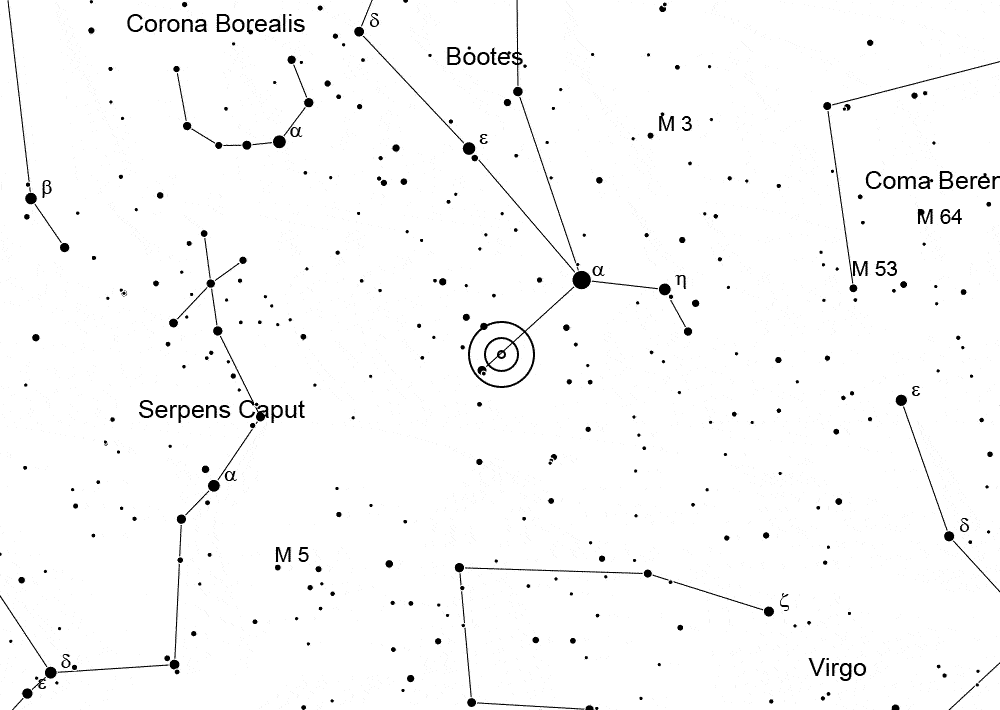 δ
Corona Borealis
Bootes
M 3
α
ε
Coma Beren
β
M 64
M 53
α
η
ε
Serpens Caput
α
δ
M 5
ζ
δ
Virgo
ε